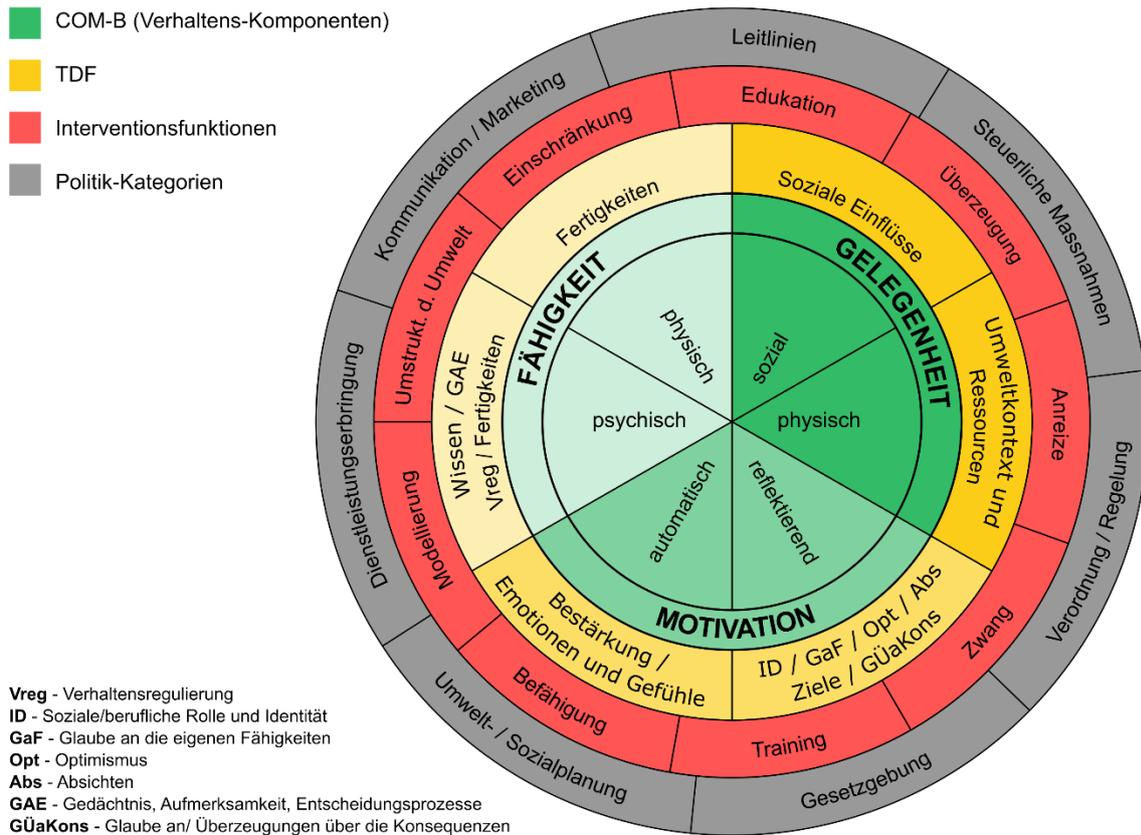 COM-B (Verhaltens-Komponenten)
TDF
Interventionsfunktionen
Politik-Kategorien
Leitlinien
Steuerliche Massnahmen
Verordnung / Regelung
Gesetzgebung
Umwelt- / Sozialplanung
Dienstleistungserbringung
Kommunikation / Marketing
Edukation
Überzeugung
Anreize
Zwang
Training
Befähigung
Modellierung
Umstrukt. d. Umwelt
Einschränkung
Soziale Einflüsse
Umweltkontext und
Ressourcen
ID / GaF / Opt / Abs
Ziele / GÜaKons
Bestärkung /
Emotionen und Gefühle
Wissen / GAE
Vreg / Fertigkeiten
Fertigkeiten
FÄHIGKEIT
GELEGENHEIT
MOTIVATION
physisch
sozial
psychisch
physisch
automatisch
reflektierend
Vreg - Verhaltensregulierung
ID - Soziale/berufliche Rolle und Identität
GaF - Glaube an die eigenen Fähigkeiten
Opt - Optimismus
Abs - Absichten
GAE - Gedächtnis, Aufmerksamkeit, Entscheidungsprozesse
GÜaKons - Glaube an/ Überzeugungen über die Konsequenzen